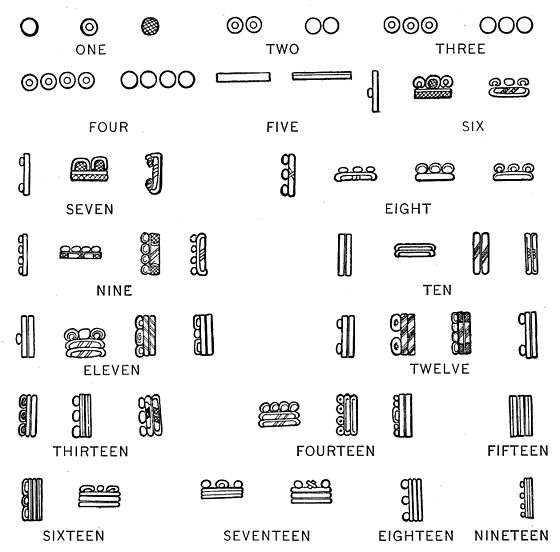 ONE TWO THREE
FOUR FIVE SIX
SEVEN EIGHT
NINE TEN
ELEVEN TWELVE
THIRTEEN FOURTEEN FIFTEEN
SIXTEEN SEVENTEEN EIGHTEEN NINETEEN